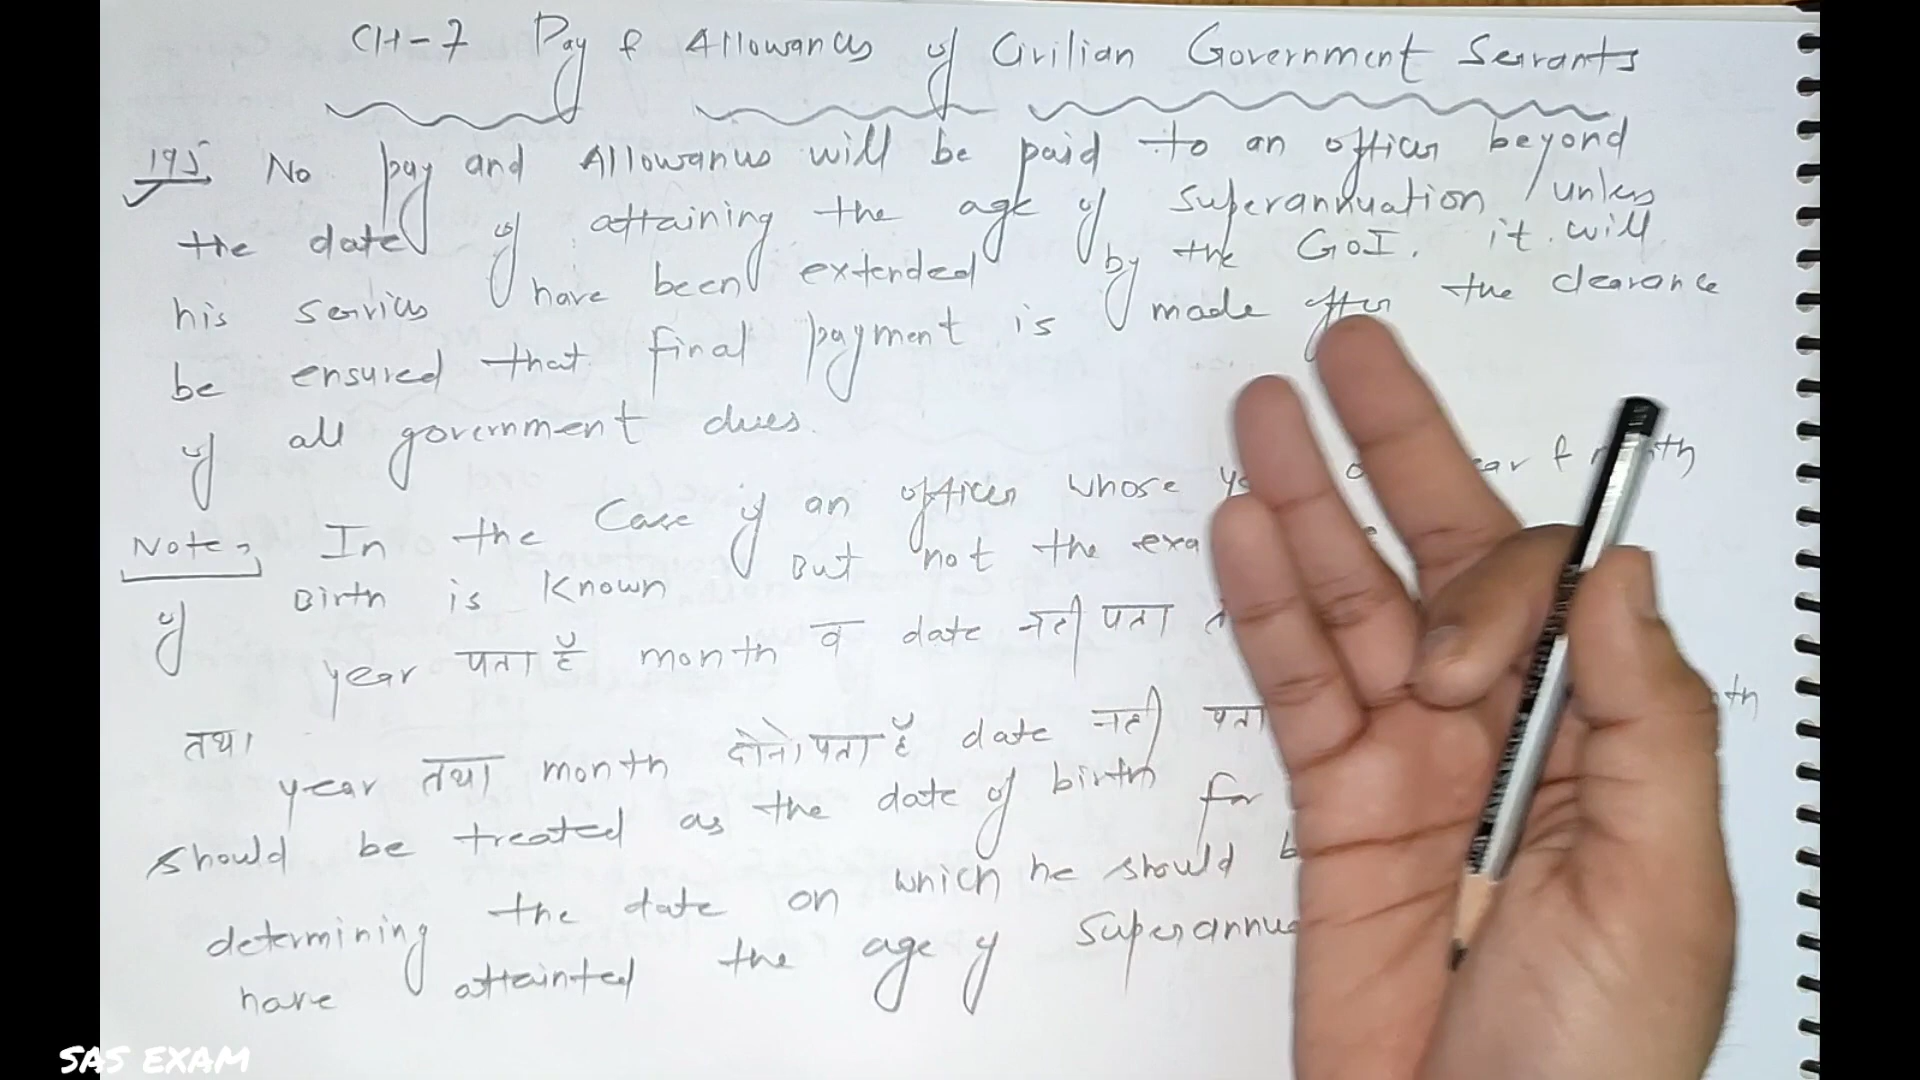 CH-7 Pay & Allowances of Civilian Government Servants
195. No pay and Allowances will be paid to an officer beyond
the date of attaining the age of superannuation, unless
his services have been extended by the GOI. it will
be ensured that final payment is made after the clearance
of all government dues.
Note, In the Case of an officer whose year & month
of Birth is known But not the
year पता है month व date नही पता
तथा year तथा month दोनो पता है date नही पता
should be treated as the date of birth for
determining the date on which he should
have attainted the age of
SAS EXAM